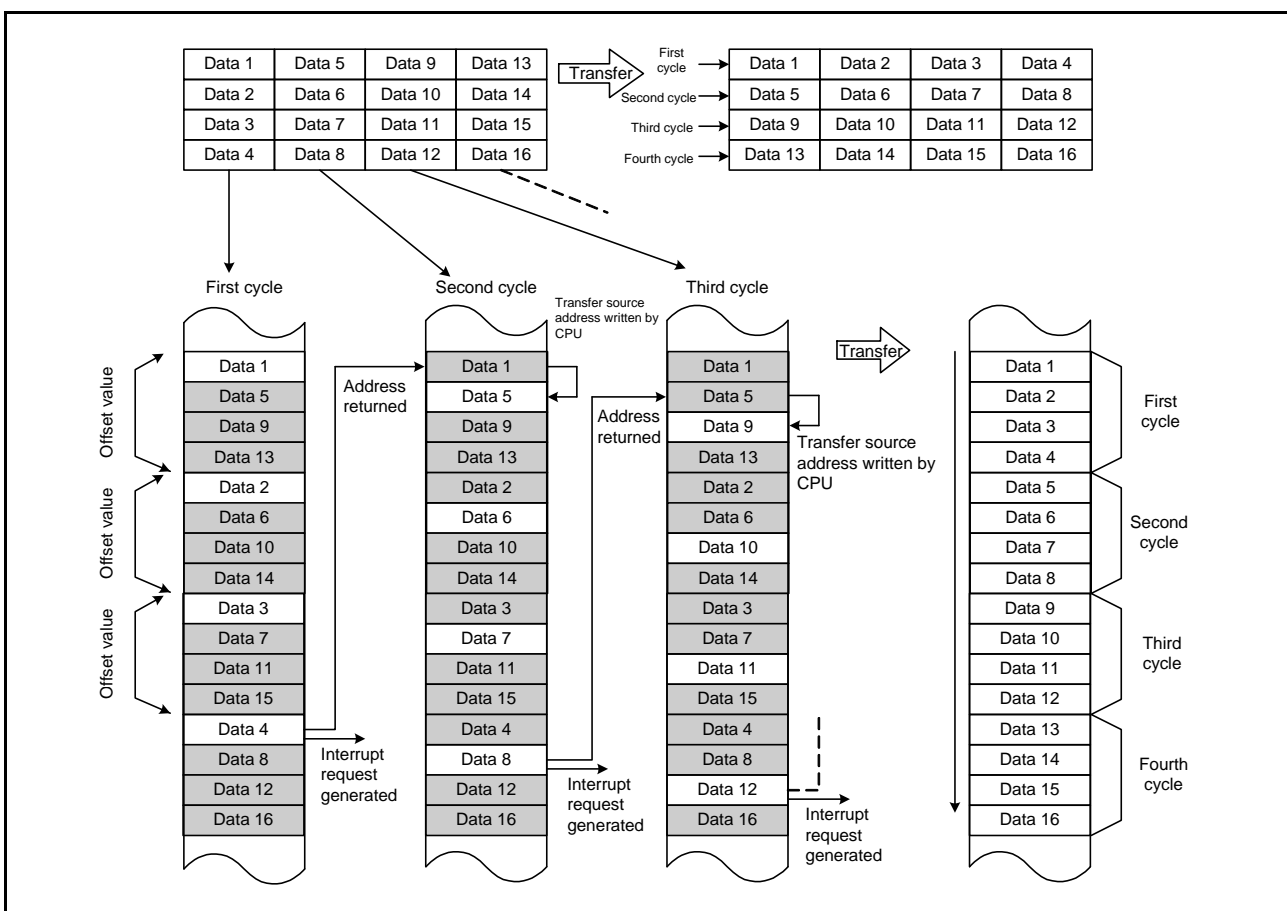 Data 1 Data 5 Data 9 Data 13
Data 2 Data 6 Data 10 Data 14
Data 3 Data 7 Data 11 Data 15
Data 4 Data 8 Data 12 Data 16
Transfer
First
cycle
Second cycle
Third cycle
Fourth cycle
Data 1 Data 2 Data 3 Data 4
Data 5 Data 6 Data 7 Data 8
Data 9 Data 10 Data 11 Data 12
Data 13 Data 14 Data 15 Data 16
First cycle
Offset value
Offset value
Offset value
Data 1
Data 5
Data 9
Data 13
Data 2
Data 6
Data 10
Data 14
Data 3
Data 7
Data 11
Data 15
Data 4
Data 8
Data 12
Data 16
Address
returned
Interrupt
request
generated
Second cycle
Transfer source
address written by
CPU
Data 1
Data 5
Data 9
Data 13
Data 2
Data 6
Data 10
Data 14
Data 3
Data 7
Data 11
Data 15
Data 4
Data 8
Data 12
Data 16
Address
returned
Interrupt
request
generated
Third cycle
Data 1
Data 5
Data 9
Data 13
Data 2
Data 6
Data 10
Data 14
Data 3
Data 7
Data 11
Data 15
Data 4
Data 8
Data 12
Data 16
Transfer source
address written by
CPU
Interrupt
request
generated
Transfer
Data 1
Data 2
Data 3
Data 4
Data 5
Data 6
Data 7
Data 8
Data 9
Data 10
Data 11
Data 12
Data 13
Data 14
Data 15
Data 16
First
cycle
Second
cycle
Third
cycle
Fourth
cycle